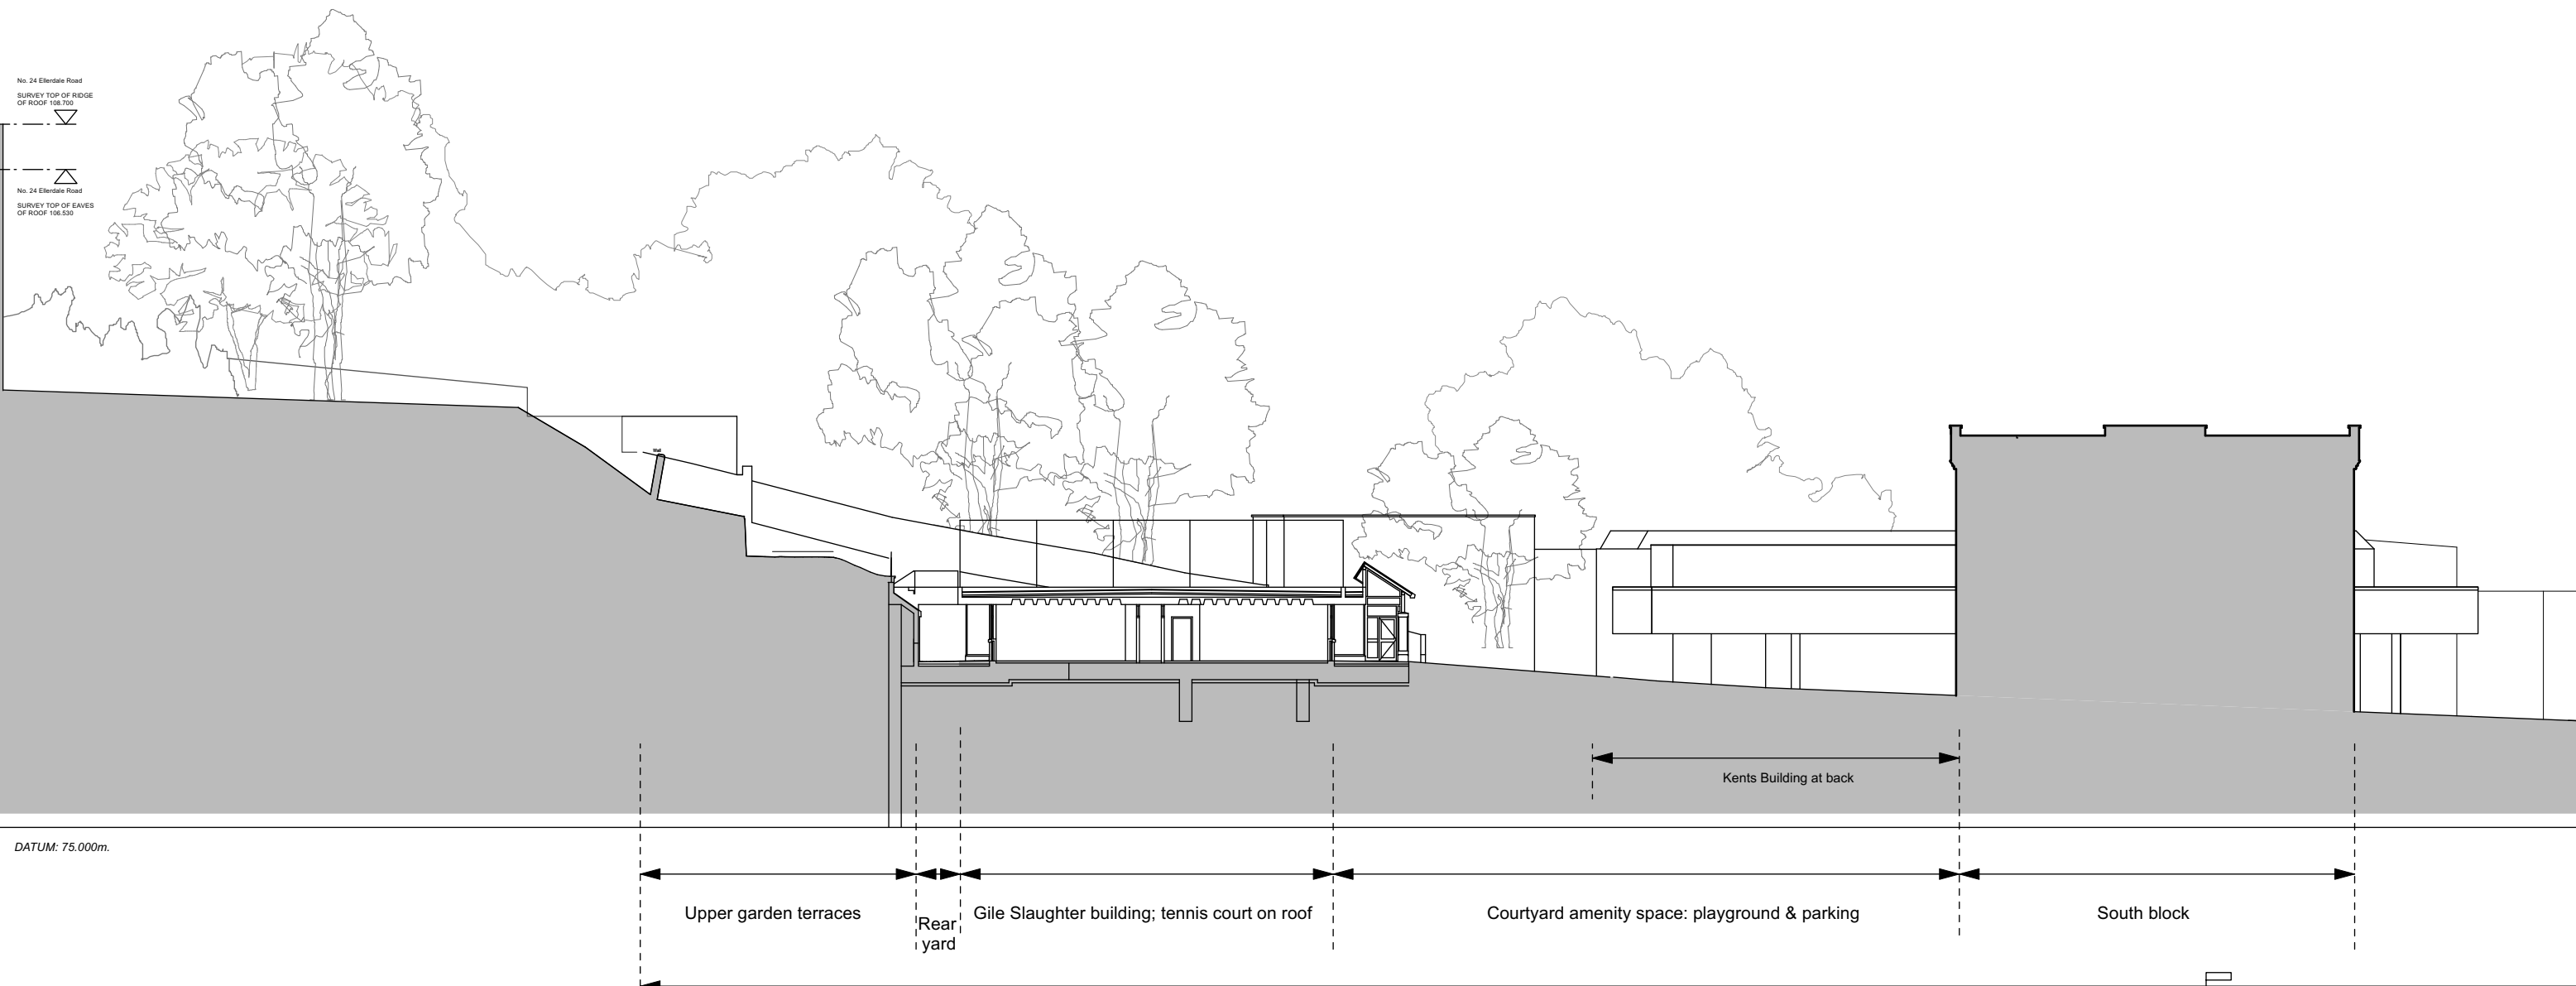 No. 24 Ellerdale Road
SURVEY TOP OF RIDGE
OF ROOF 108.700
No. 24 Ellerdale Road
SURVEY TOP OF EAVES
OF ROOF 106.530
Wall
Kents Building at back
DATUM: 75.000m.
Upper garden terraces
Rear
yard
Gile Slaughter building; tennis court on roof
Courtyard amenity space: playground & parking
South block